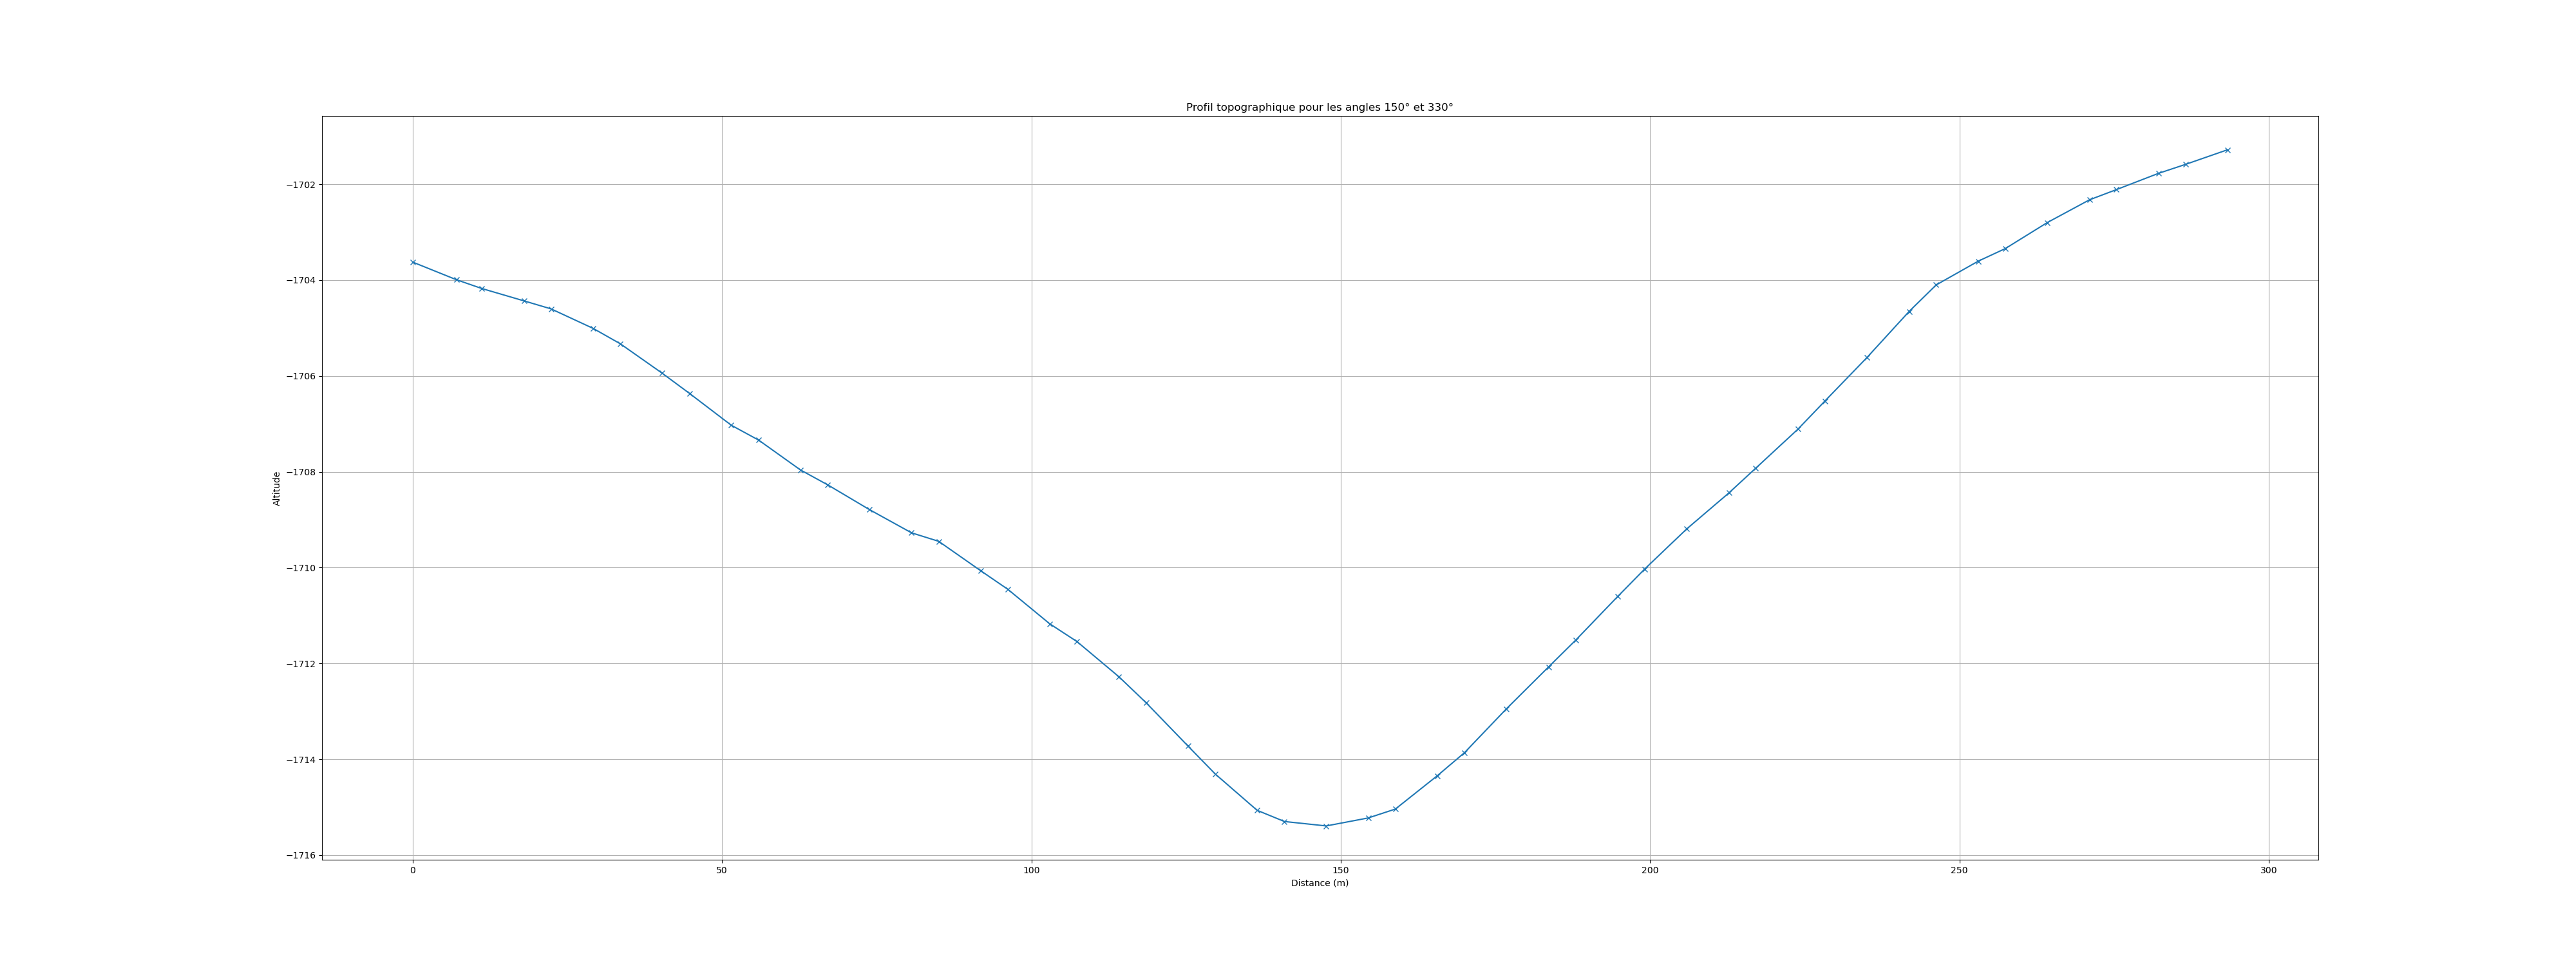 Profil topographique pour les angles 150° et 330°
Altitude
−1702
−1704
−1706
−1708
−1710
−1712
−1714
−1716
0 50 100 150 200 250 300
Distance (m)